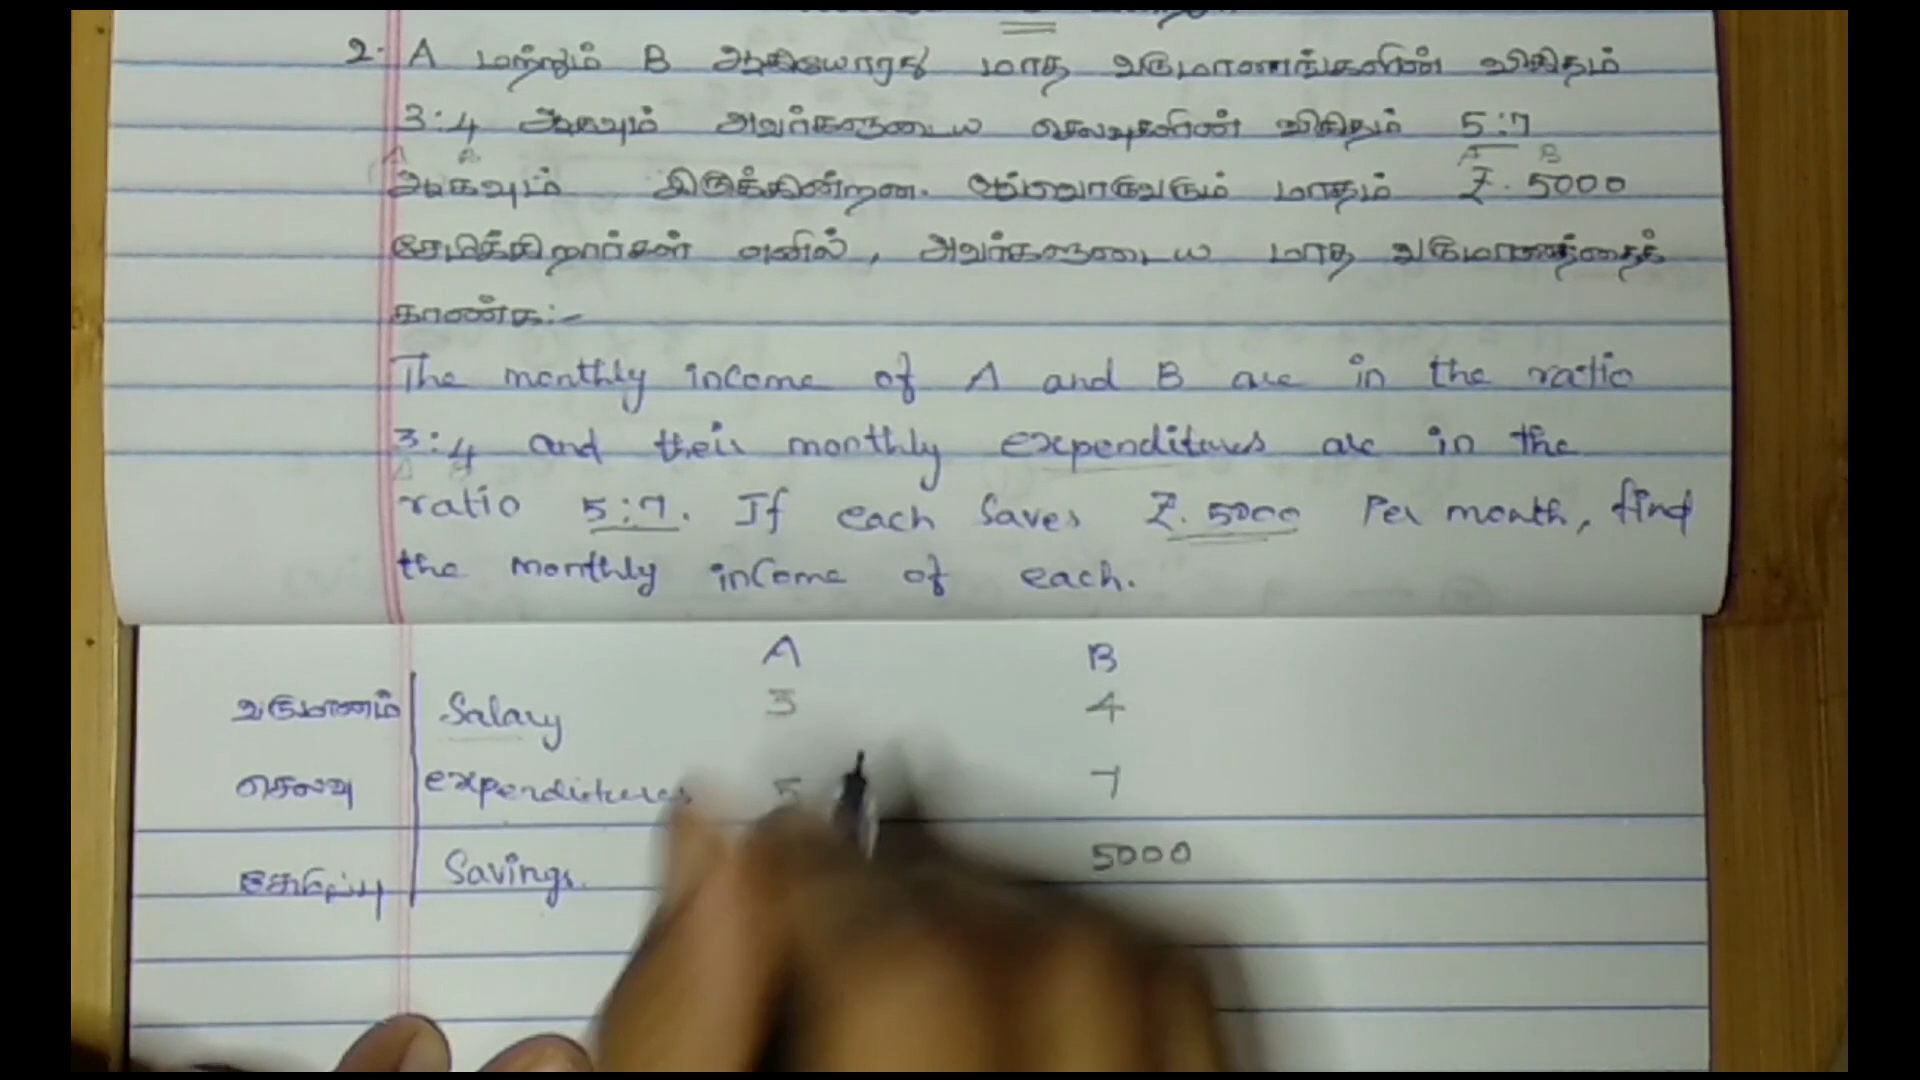 2. A மற்றும் B ஆகியோரது மாத வருமானங்களின் விகிதம்
3:4 ஆகவும் அவர்களுடைய செலவுகளின் விகிதம் 5:7
A B A B
ஆகவும் இருக்கின்றன. ஒவ்வொருவரும் மாதம் ₹. 5000
சேமிக்கிறார்கள் எனில், அவர்களுடைய மாத வருமானத்தைக்
காண்க:-
The monthly income of A and B are in the ratio
3:4 and their monthly expenditures are in the
A B
ratio 5:7. If each saves ₹. 5000 Per month, find
the monthly income of each.
A B
வருமானம் Salary 3 4
செலவு expenditures 5 7
சேமிப்பு Savings. 5000